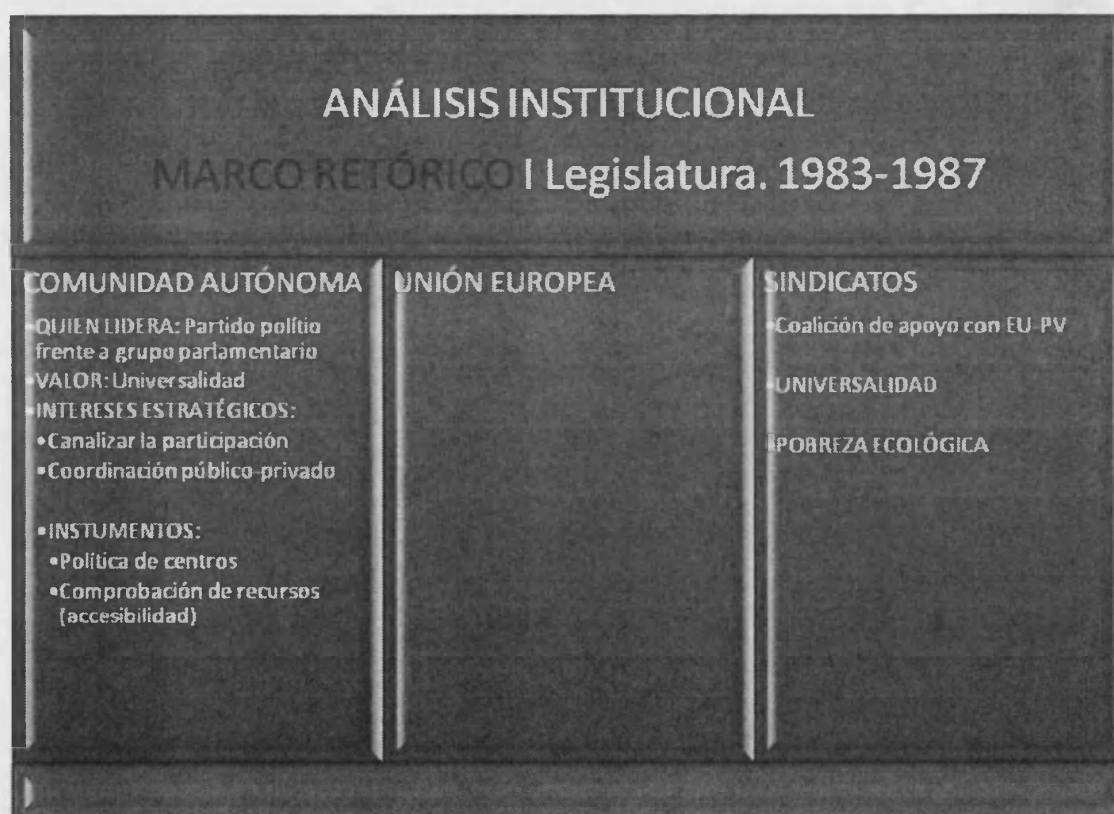 ANÁLISIS INSTITUCIONAL
MARCO RETÓRICO I Legislatura. 1983-1987
COMUNIDAD AUTÓNOMA
•QUIEN LIDERA: Partido polítio
frente a grupo parlamentario
•VALOR: Universalidad
•INTERESES ESTRATÉGICOS:
•Canalizar la participación
•Coordinación público-privado
•INSTUMENTOS:
•Política de centros
•Comprobación de recursos
(accesibilidad)
UNIÓN EUROPEA
SINDICATOS
•Coalición de apoyo con EU-PV
•UNIVERSALIDAD
•POBREZA ECOLÓGICA